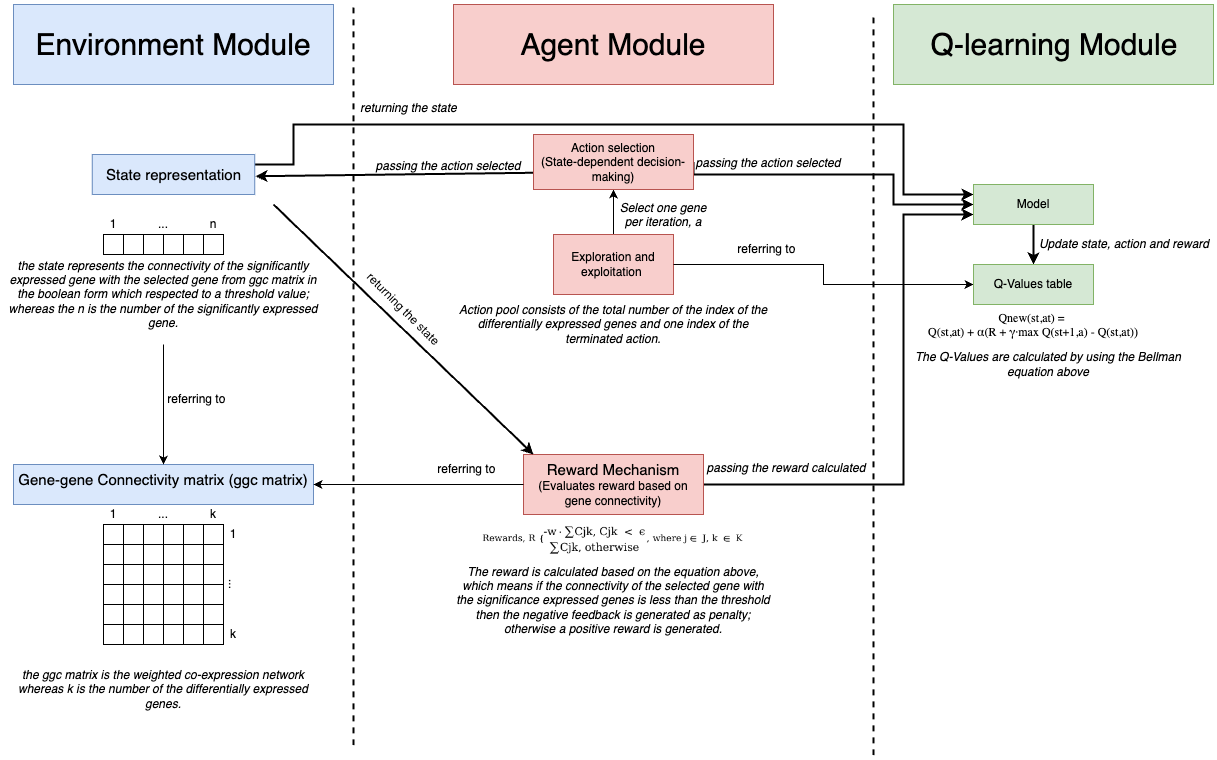 Environment Module
Agent Module
Q-learning Module
returning the state
State representation
passing the action selected
Action selection
(State-dependent decision-
making)
passing the action selected
Model
Select one gene
per iteration, a
1 ... n
the state represents the connectivity of the significantly
expressed gene with the selected gene from ggc matrix in
the boolean form which respected to a threshold value;
whereas the n is the number of the significantly expressed
gene.
returning the state
Exploration and
exploitation
referring to
Update state, action and reward
Q-Values table
Action pool consists of the total number of the index of the
differentially expressed genes and one index of the
terminated action.
Qnew(st,at) =
Q(st,at) + α(R + γ·max Q(st+1,a) - Q(st,at))
The Q-Values are calculated by using the Bellman
equation above
referring to
Gene-gene Connectivity matrix (ggc matrix)
referring to
Reward Mechanism
(Evaluates reward based on
gene connectivity)
passing the reward calculated
1 ... k
1
⋮
k
Rewards, R { -w · ∑Cjk, Cjk < ϵ , where j ∈ J, k ∈ K
∑Cjk, otherwise
The reward is calculated based on the equation above,
which means if the connectivity of the selected gene with
the significance expressed genes is less than the threshold
then the negative feedback is generated as penalty;
otherwise a positive reward is generated.
the ggc matrix is the weighted co-expression network
whereas k is the number of the differentially expressed
genes.